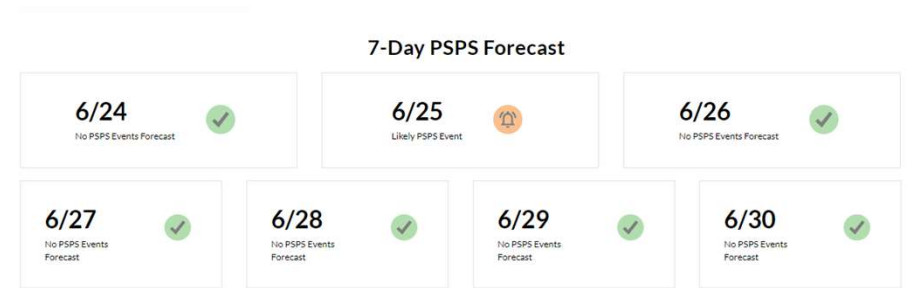 7-Day PSPS Forecast
6/24
No PSPS Events Forecast
6/25
Likely PSPS Event
6/26
No PSPS Events Forecast
6/27
No PSPS Events
Forecast
6/28
No PSPS Events
Forecast
6/29
No PSPS Events
Forecast
6/30
No PSPS Events
Forecast